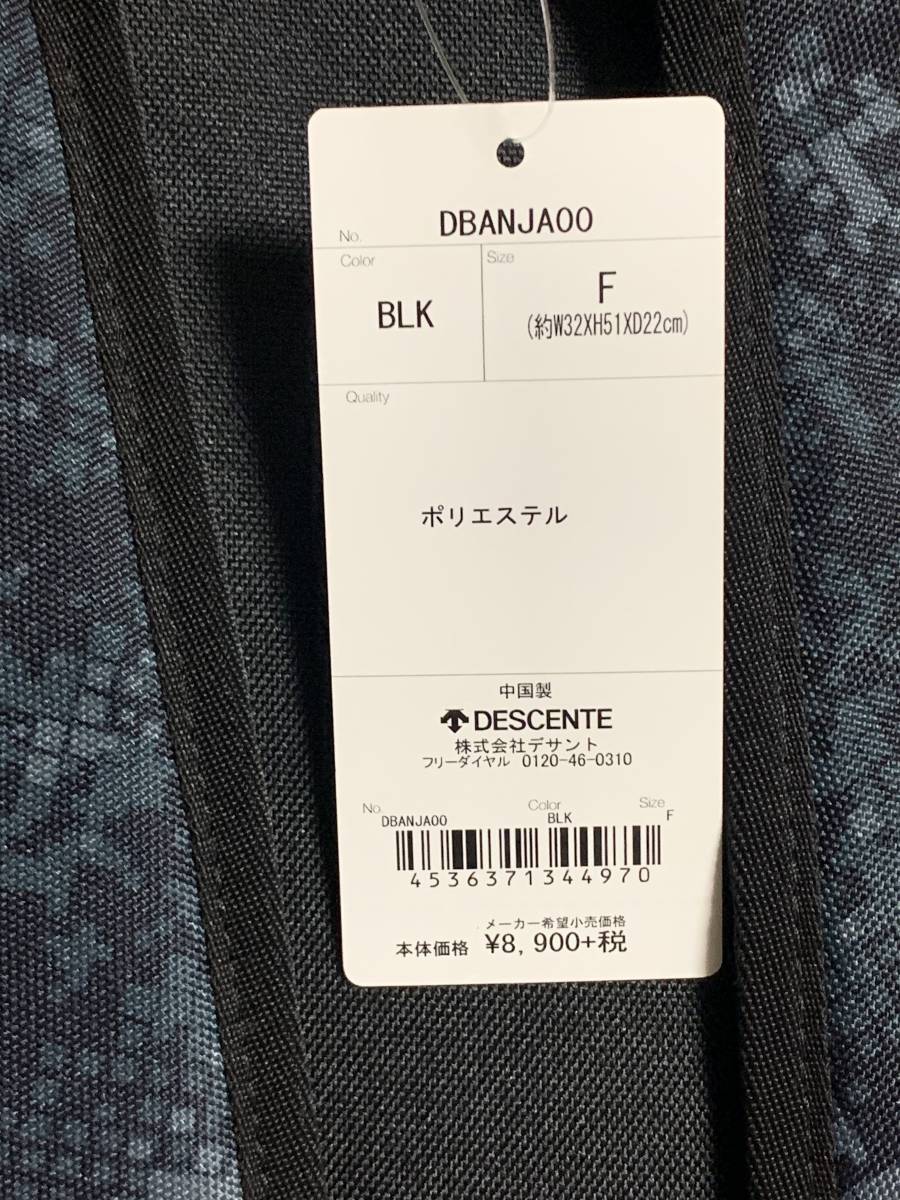 No. DBANJA00
Color
BLK
Size
F
(約W32XH51XD22cm)
Quality
ポリエステル
中国製
DESCENTE
株式会社デサント
フリーダイヤル 0120-46-0310
No. DBANJA00
Color BLK
Size F
4536371344970
メーカー希望小売価格
本体価格 ¥8,900+税